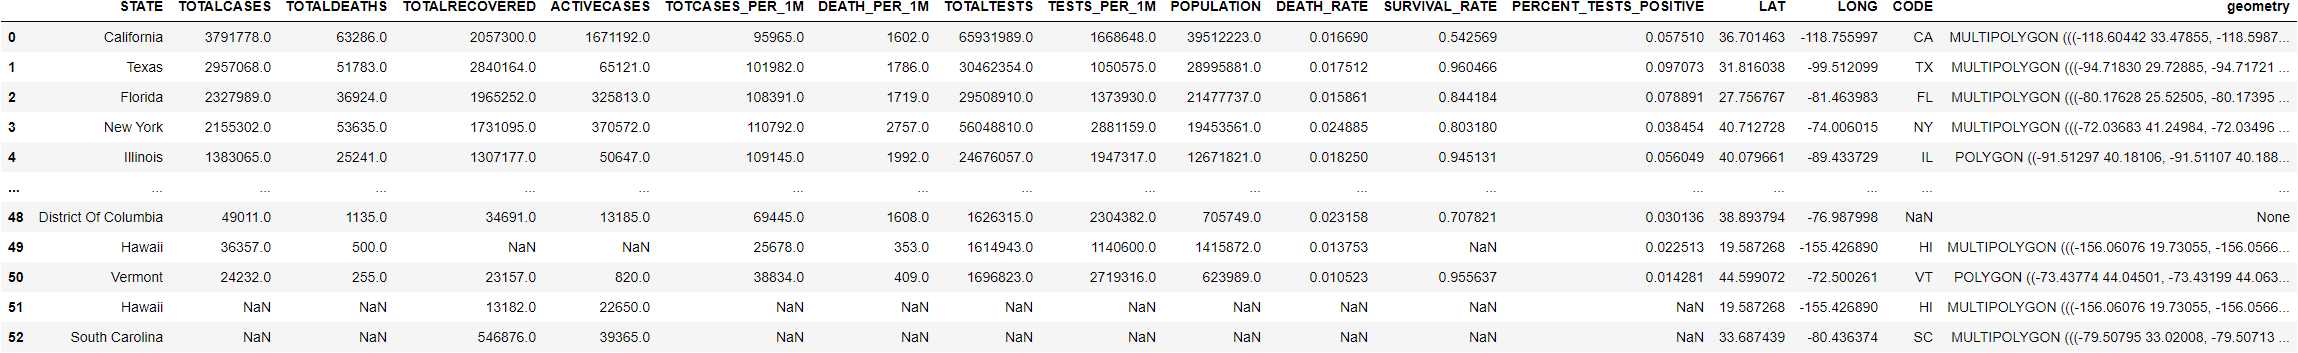 STATE TOTALCASES TOTALDEATHS TOTALRECOVERED ACTIVECASES TOTCASES_PER_1M DEATH_PER_1M TOTALTESTS TESTS_PER_1M POPULATION DEATH_RATE SURVIVAL_RATE PERCENT_TESTS_POSITIVE LAT LONG CODE geometry
0 California 3791778.0 63286.0 2057300.0 1671192.0 95965.0 1602.0 65931989.0 1668648.0 39512223.0 0.016690 0.542569 0.057510 36.701463 -118.755997 CA MULTIPOLYGON (((-118.60442 33.47855, -118.5987...
1 Texas 2957068.0 51783.0 2840164.0 65121.0 101982.0 1786.0 30462354.0 1050575.0 28995881.0 0.017512 0.960466 0.097073 31.816038 -99.512099 TX MULTIPOLYGON (((-94.71830 29.72885, -94.71721 ...
2 Florida 2327989.0 36924.0 1965252.0 325813.0 108391.0 1719.0 29508910.0 1373930.0 21477737.0 0.015861 0.844184 0.078891 27.756767 -81.463983 FL MULTIPOLYGON (((-80.17628 25.52505, -80.17395 ...
3 New York 2155302.0 53635.0 1731095.0 370572.0 110792.0 2757.0 56048810.0 2881159.0 19453561.0 0.024885 0.803180 0.038454 40.712728 -74.006015 NY MULTIPOLYGON (((-72.03683 41.24984, -72.03496 ...
4 Illinois 1383065.0 25241.0 1307177.0 50647.0 109145.0 1992.0 24676057.0 1947317.0 12671821.0 0.018250 0.945131 0.056049 40.079661 -89.433729 IL POLYGON ((-91.51297 40.18106, -91.51107 40.188...
... ... ... ... ... ... ... ... ... ... ... ... ... ... ... ... ... ...
48 District Of Columbia 49011.0 1135.0 34691.0 13185.0 69445.0 1608.0 1626315.0 2304382.0 705749.0 0.023158 0.707821 0.030136 38.893794 -76.987998 NaN None
49 Hawaii 36357.0 500.0 NaN NaN 25678.0 353.0 1614943.0 1140600.0 1415872.0 0.013753 NaN 0.022513 19.587268 -155.426890 HI MULTIPOLYGON (((-156.06076 19.73055, -156.0566...
50 Vermont 24232.0 255.0 23157.0 820.0 38834.0 409.0 1696823.0 2719316.0 623989.0 0.010523 0.955637 0.014281 44.599072 -72.500261 VT POLYGON ((-73.43774 44.04501, -73.43199 44.063...
51 Hawaii NaN NaN 13182.0 22650.0 NaN NaN NaN NaN NaN NaN NaN NaN 19.587268 -155.426890 HI MULTIPOLYGON (((-156.06076 19.73055, -156.0566...
52 South Carolina NaN NaN 546876.0 39365.0 NaN NaN NaN NaN NaN NaN NaN NaN 33.687439 -80.436374 SC MULTIPOLYGON (((-79.50795 33.02008, -79.50713 ...